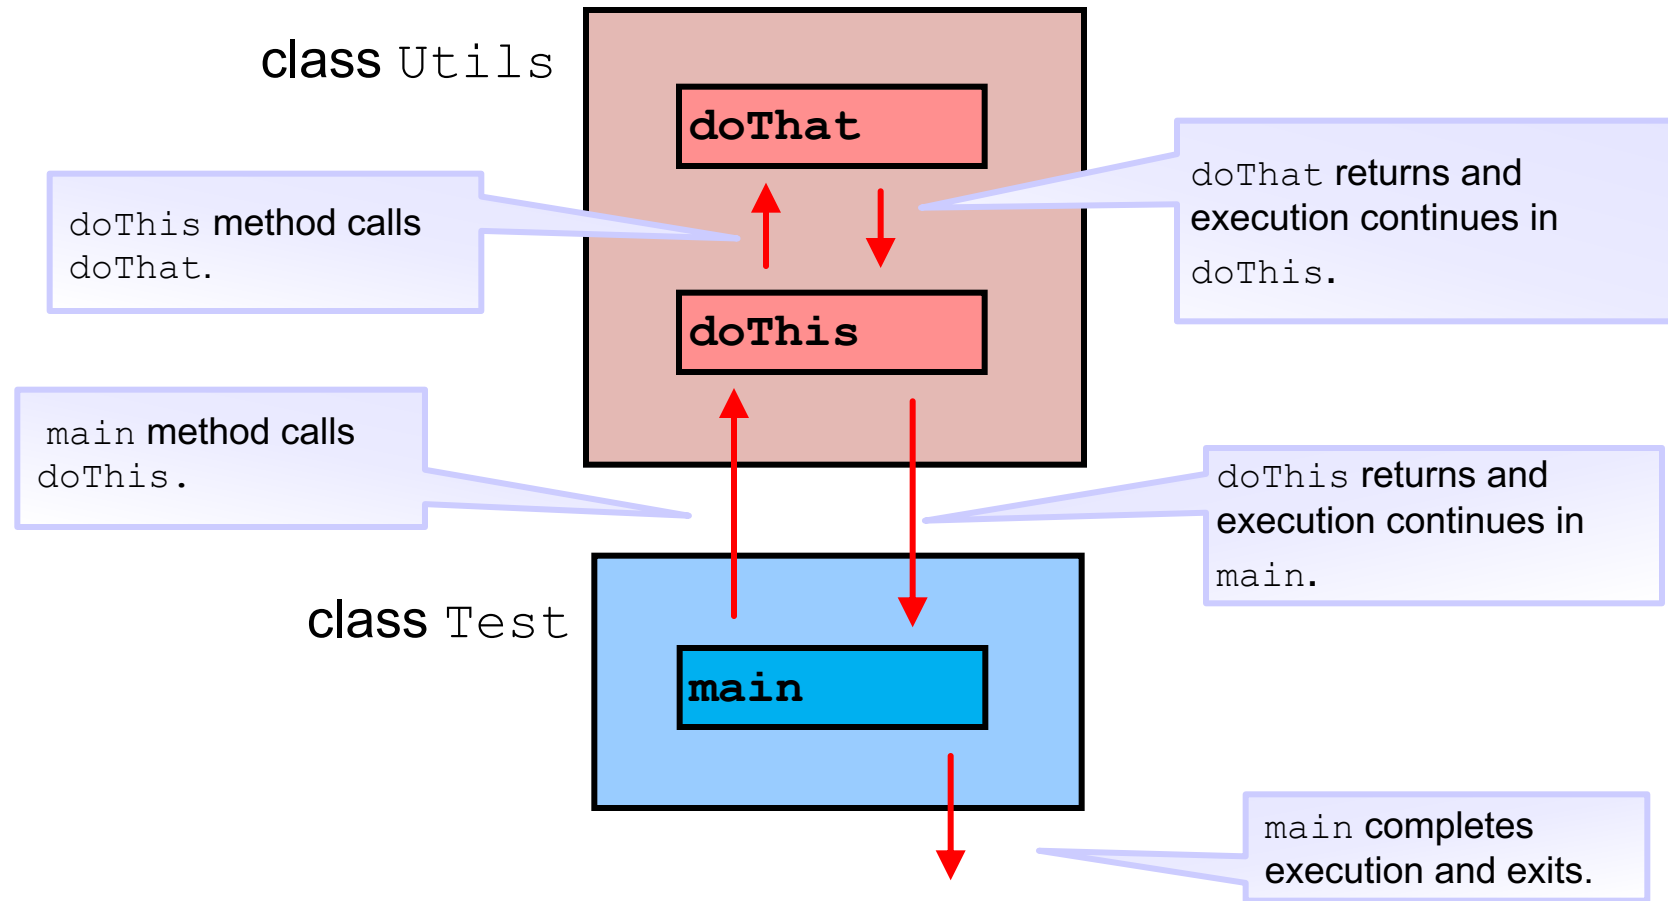 class Utils
doThat
doThat returns and
execution continues in
doThis.
doThis method calls
doThat.
doThis
main method calls
doThis.
doThis returns and
execution continues in
main.
class Test
main
main completes
execution and exits.